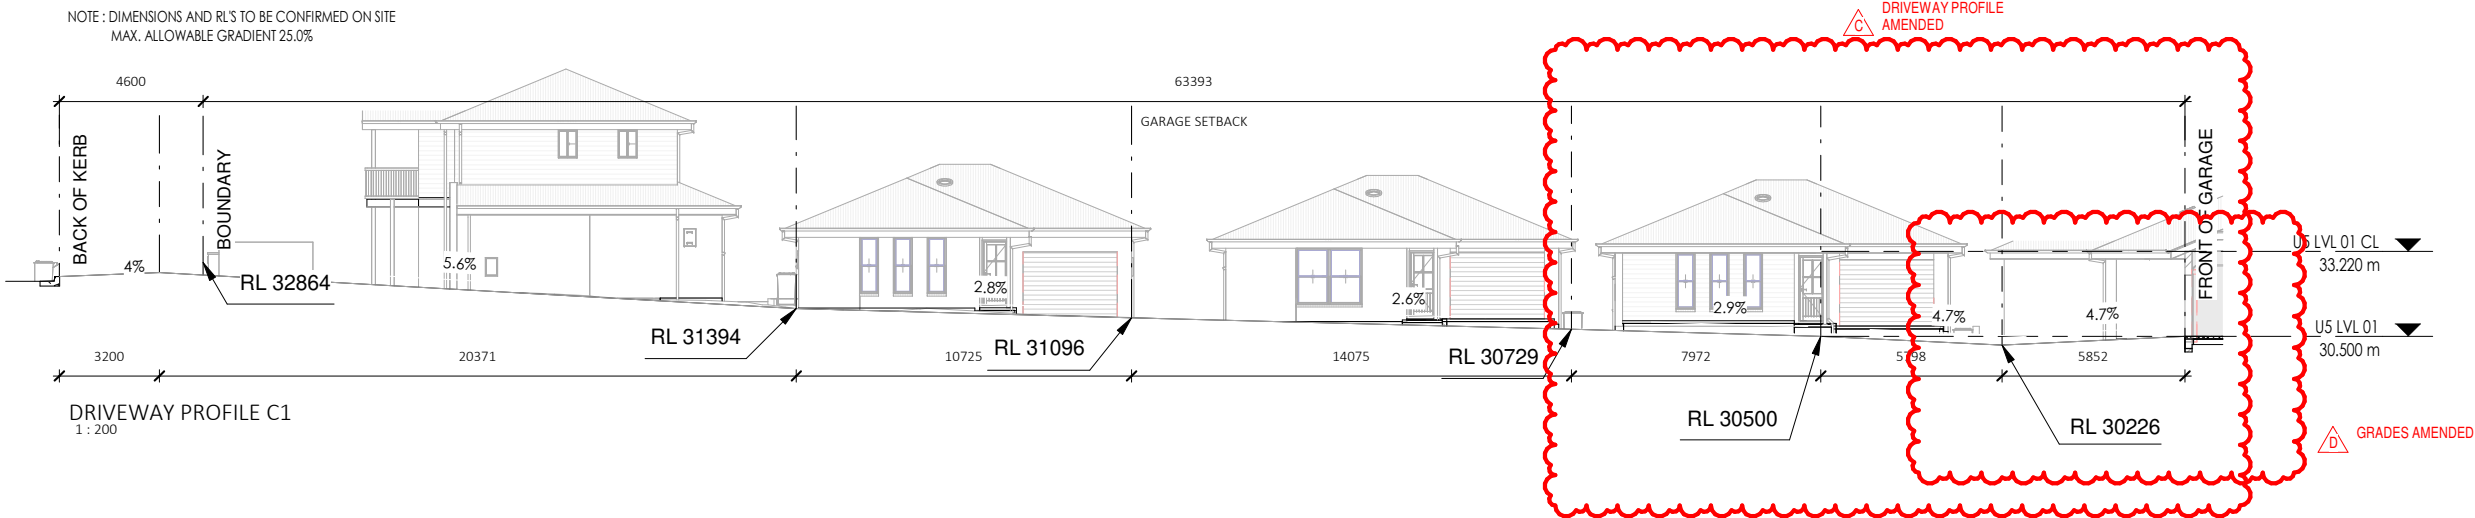 NOTE : DIMENSIONS AND RL'S TO BE CONFIRMED ON SITE
MAX. ALLOWABLE GRADIENT 25.0%
C
DRIVEWAY PROFILE
AMENDED
4600
63393
GARAGE SETBACK
BACK OF KERB
BOUNDARY
FRONT OF GARAGE
4%
5.6%
2.8%
2.6%
2.9%
4.7%
4.7%
U5 LVL 01 CL
33.220 m
U5 LVL 01
30.500 m
RL 32864
RL 31394
RL 31096
RL 30729
RL 30500
RL 30226
3200
20371
10725
14075
7972
5798
5852
DRIVEWAY PROFILE C1
1 : 200
D
GRADES AMENDED